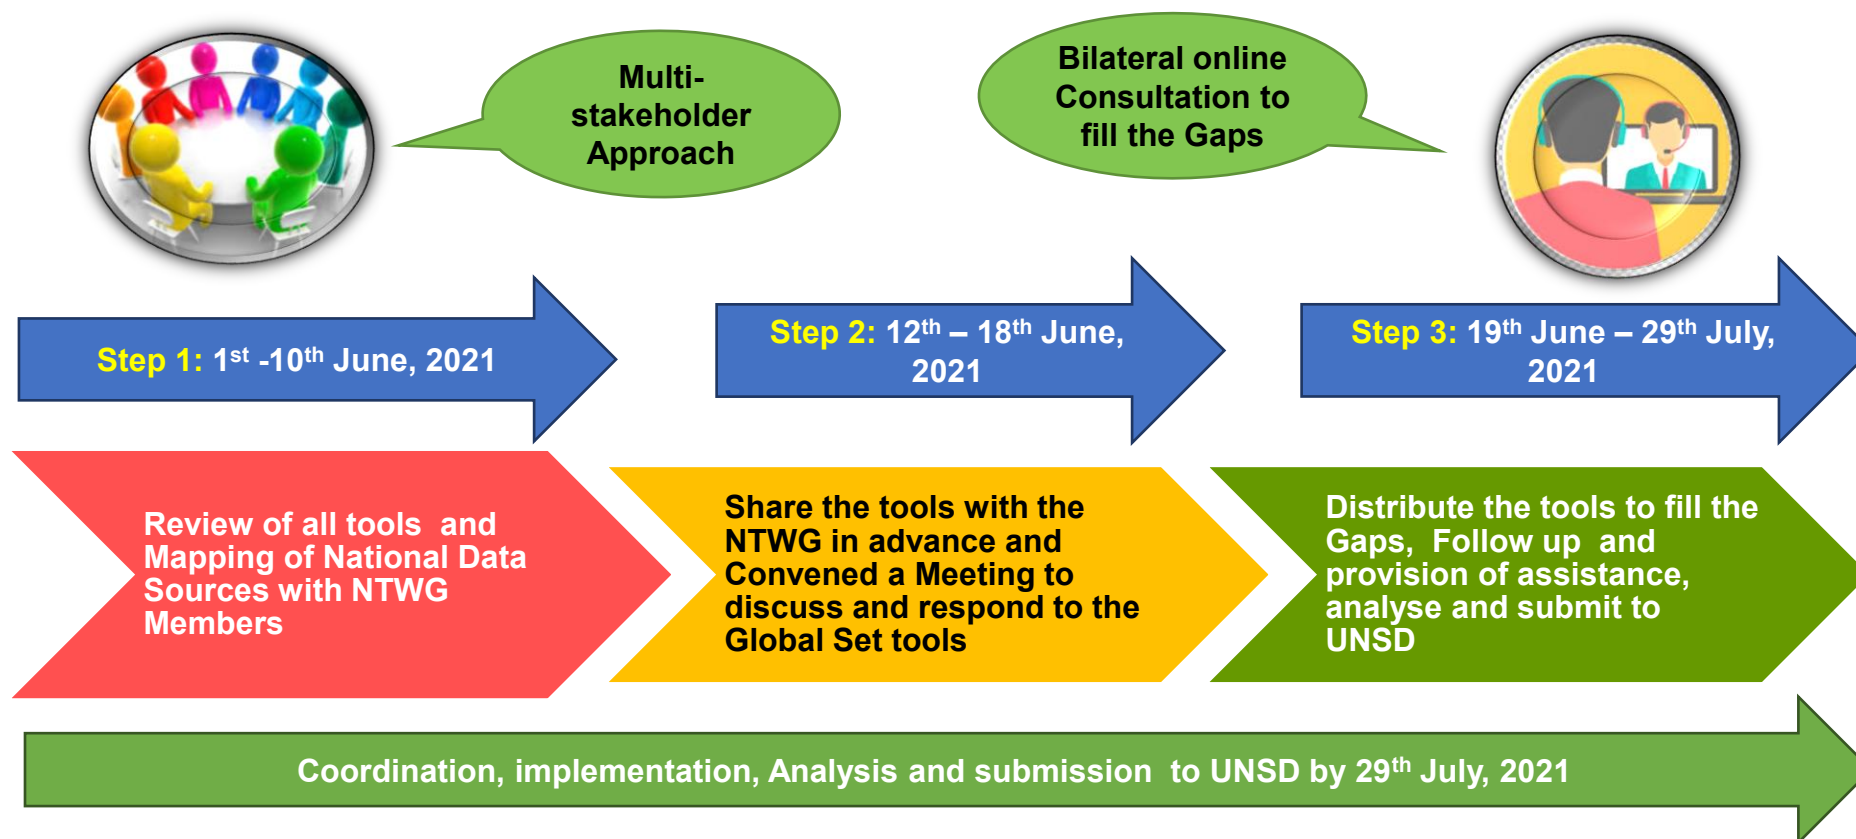 Multi-
stakeholder
Approach
Bilateral online
Consultation to
fill the Gaps
Step 1: 1st -10th June, 2021
Step 2: 12th – 18th June,
2021
Step 3: 19th June – 29th July,
2021
Review of all tools  and
Mapping of National Data
Sources with NTWG
Members
Share the tools with the
NTWG in advance and
Convened a Meeting to
discuss and respond to the
Global Set tools
Distribute the tools to fill the
Gaps,  Follow up  and
provision of assistance,
analyse and submit to
UNSD
Coordination, implementation, Analysis and submission  to UNSD by 29th July, 2021